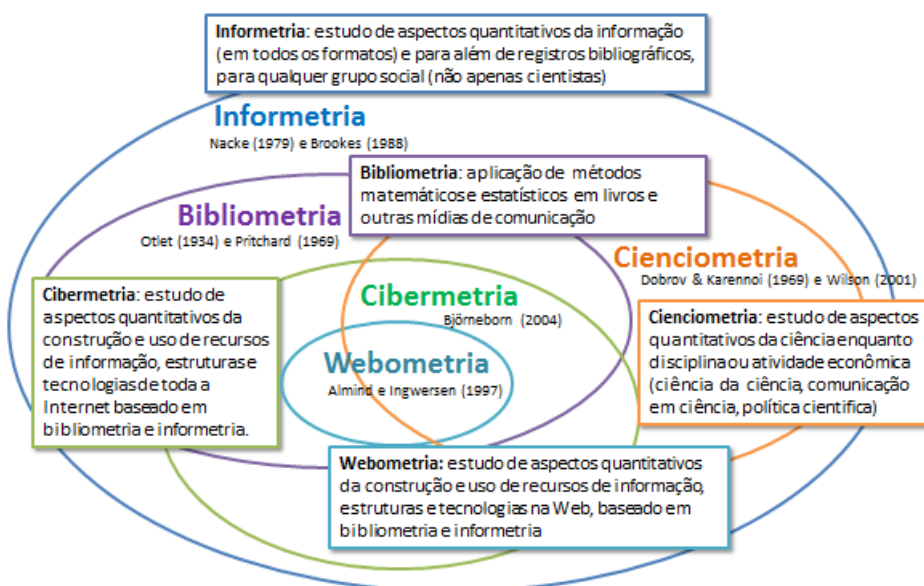 Informetria: estudo de aspectos quantitativos da informação
(em todos os formatos) e para além de registros bibliográficos,
para qualquer grupo social (não apenas cientistas)
Informetria
Nacke (1979) e Brookes (1988)
Bibliometria: aplicação de métodos
matemáticos e estatísticos em livros e
outras mídias de comunicação
Bibliometria
Otlet (1934) e Pritchard (1969)
Cienciometria
Dobrov & Karennoi (1969) e Wilson (2001)
Cibermetria: estudo de
aspectos quantitativos da
construção e uso de recursos
de informação, estruturas e
tecnologias de toda a
Internet baseado em
bibliometria e informetria.
Cibermetria
Björneborn (2004)
Cienciometria: estudo de aspectos
quantitativos da ciência enquanto
disciplina ou atividade econômica
(ciência da ciência, comunicação
em ciência, política cientifica)
Webometria
Almind e Ingwersen (1997)
Webometria: estudo de aspectos quantitativos
da construção e uso de recursos de informação,
estruturas e tecnologias na Web, baseado em
bibliometria e informetria